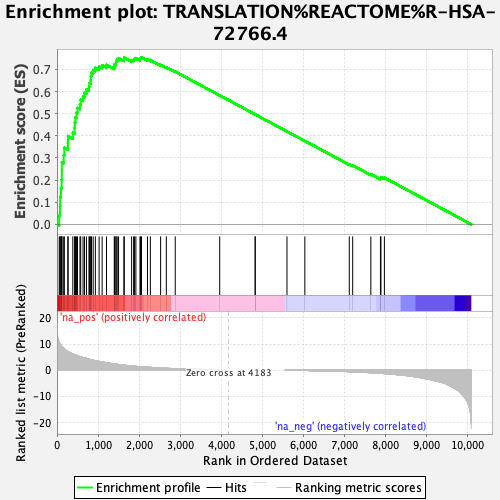 Enrichment plot: TRANSLATION%REACTOME%R-HSA-
72766.4
Enrichment score (ES)
0.7
0.6
0.5
0.4
0.3
0.2
0.1
0.0
Ranked list metric (PreRanked)
20
10
0
-10
-20
'na_pos' (positively correlated)
Zero cross at 4183
'na_neg' (negatively correlated)
0
1,000
2,000
3,000
4,000
5,000
6,000
7,000
8,000
9,000
10,000
Rank in Ordered Dataset
Enrichment profile
Hits
Ranking metric scores